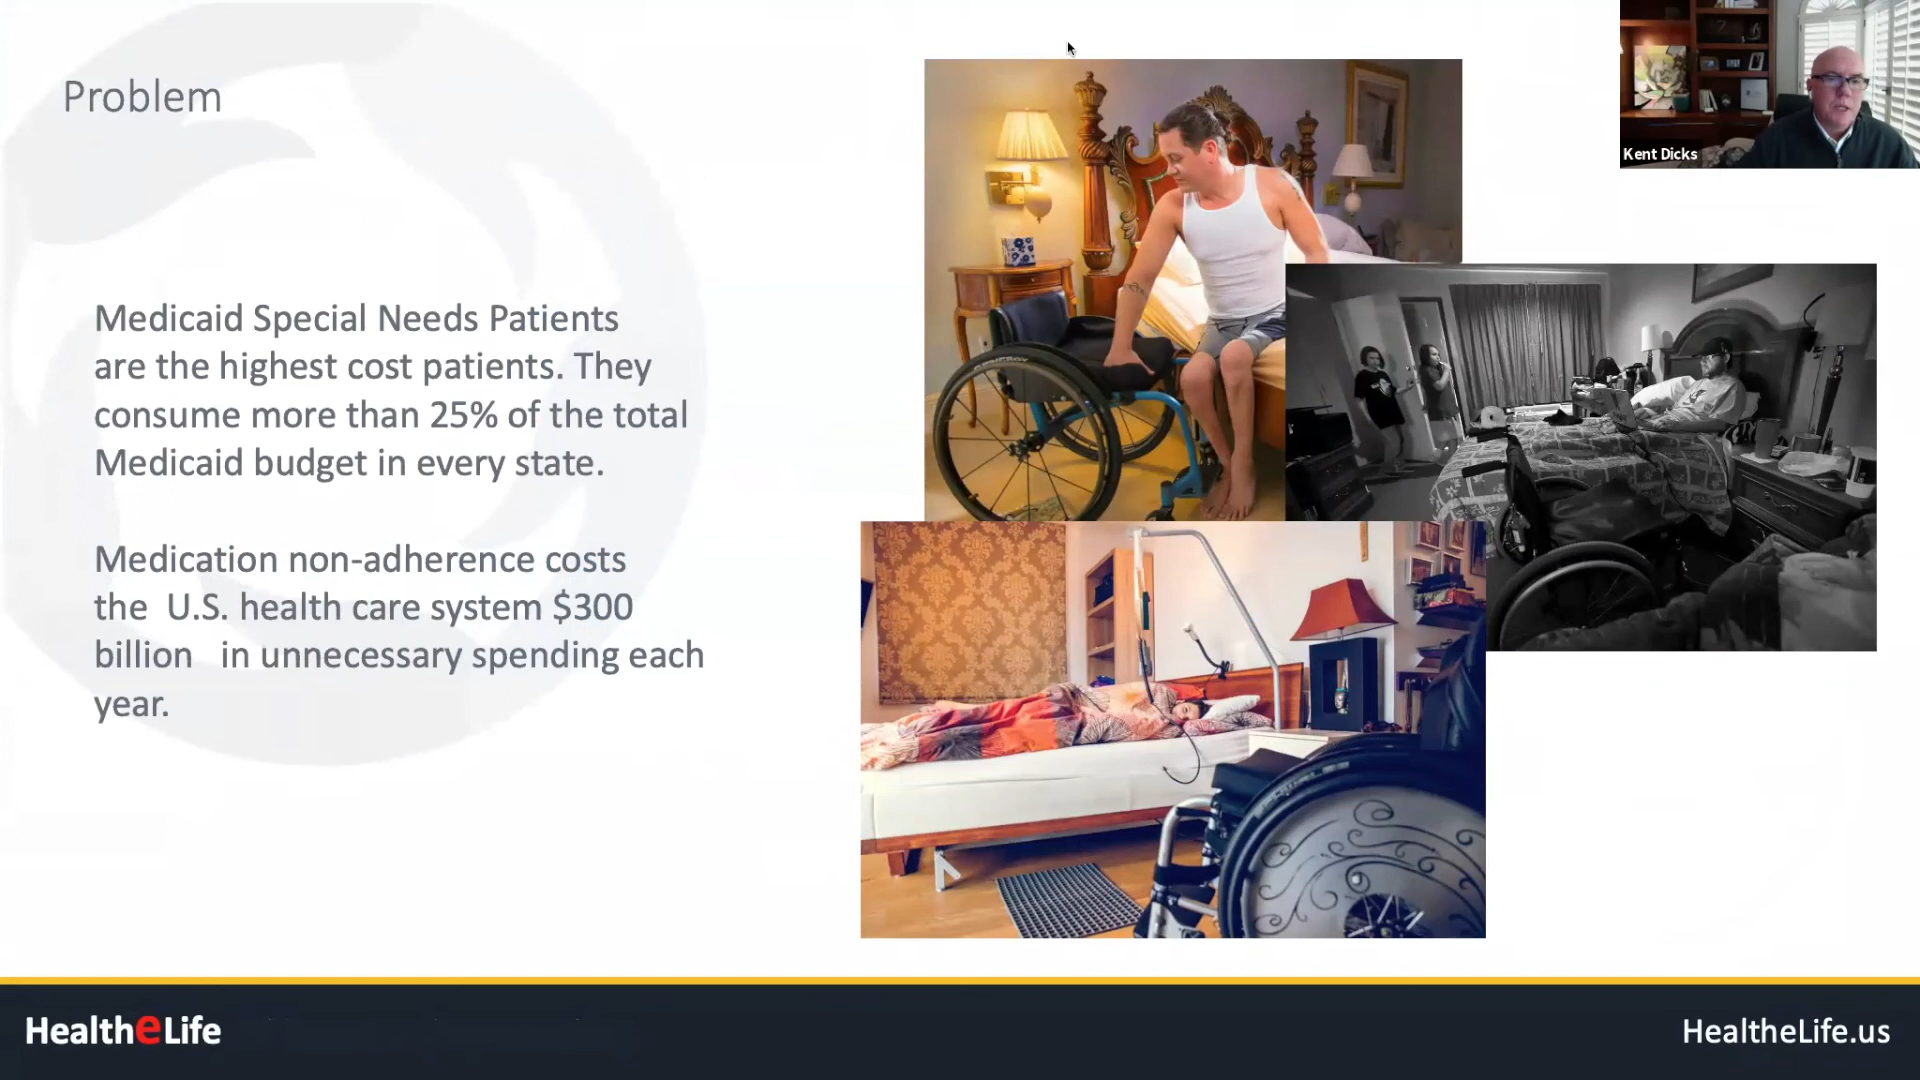 Problem
Kent Dicks
Medicaid Special Needs Patients
are the highest cost patients. They
consume more than 25% of the total
Medicaid budget in every state.
Medication non-adherence costs
the  U.S. health care system $300
billion   in unnecessary spending each
year.
HealtheLife
HealtheLife.us